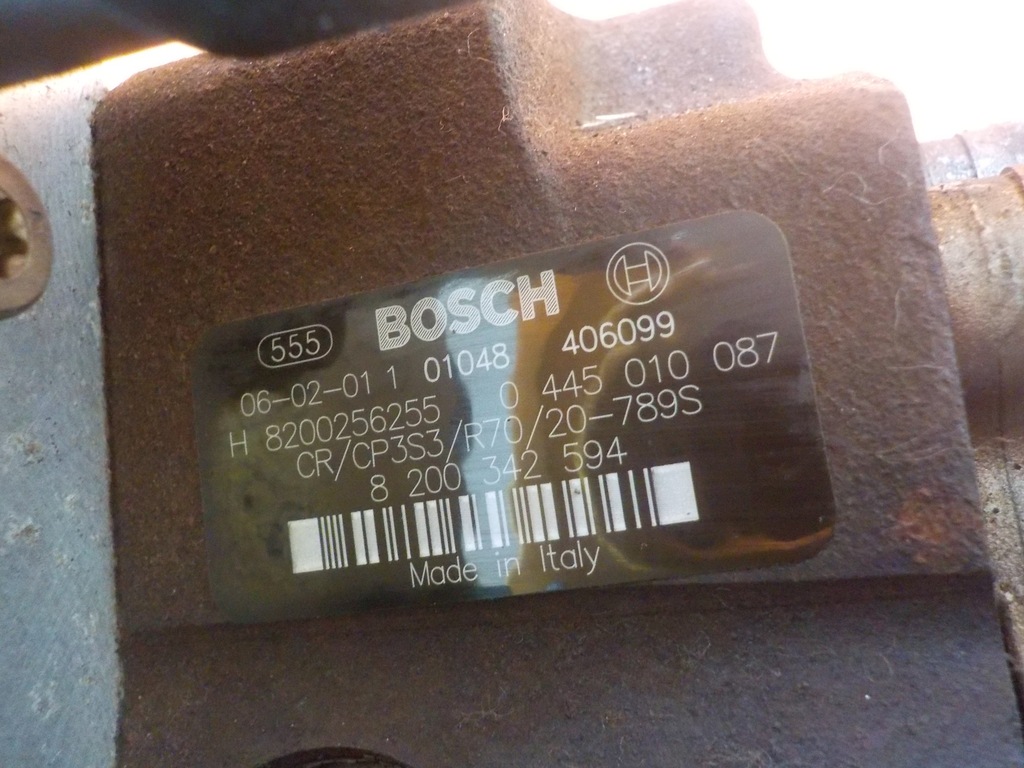 555 BOSCH
06-02-01 1 01048 406099
H 8200256255 0 445 010 087
CR/CP3S3/R70/20-789S
8 200 342 594
Made in Italy